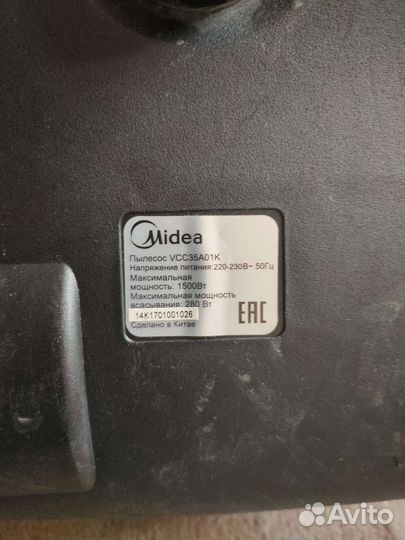 Midea
Пылесос VCC35A01K
Напряжение питания:220-230В~ 50Гц
Максимальная
мощность: 1500Вт
Максимальная мощность
всасывания: 280 Вт
14K1701001026
Сделано в Китае
EAC
Avito